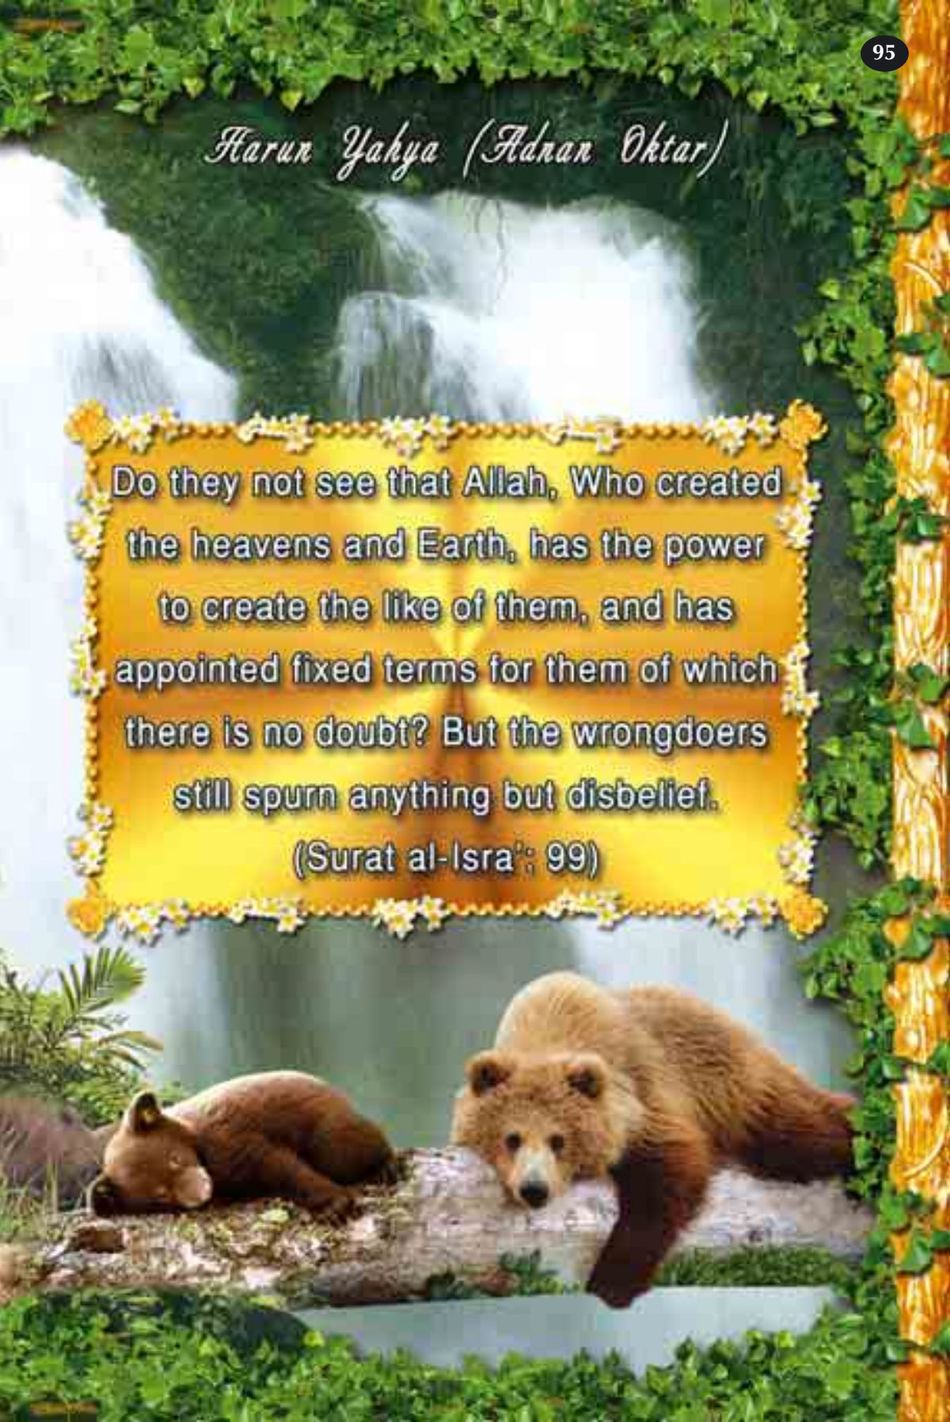 95
Harun Yahya (Adnan Oktar)
Do they not see that Allah, Who created
the heavens and Earth, has the power
to create the like of them, and has
appointed fixed terms for them of which
there is no doubt? But the wrongdoers
still spurn anything but disbelief.
(Surat al-Isra': 99)